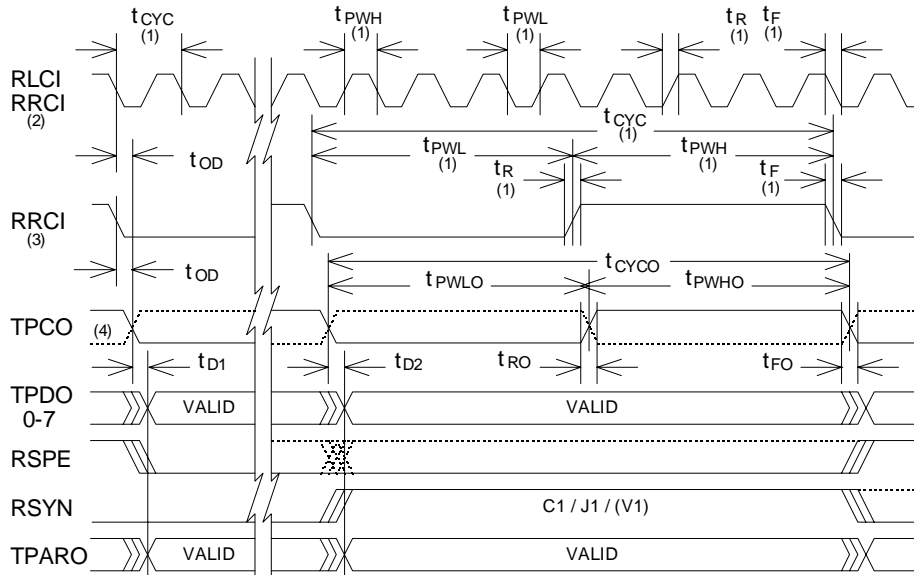 tCYC (1) tPWH (1) tPWL (1) tR (1) tF
RLCI
RRCI
(2)
tCYC (1)
tOD tPWL (1) tPWH (1)
tR (1) tF (1)
RRCI
(3)
tOD tCYCO
tPWLO tPWHO
TPCO (4)
tD1 tD2 tRO tFO
TPDO
0-7
VALID VALID
RSPE
RSYN C1 / J1 / (V1)
TPARO VALID VALID